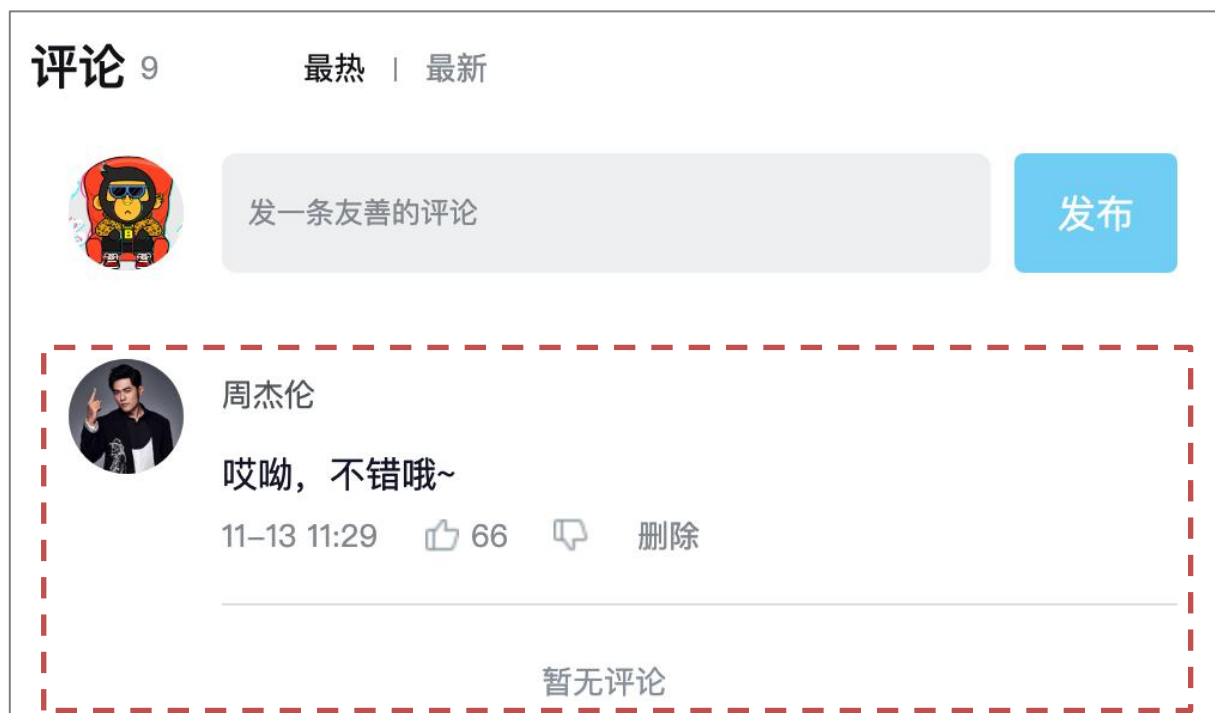 评论 9 最热 | 最新
发一条友善的评论 发布
周杰伦
哎呦，不错哦~
11-13 11:29 66 删除
暂无评论